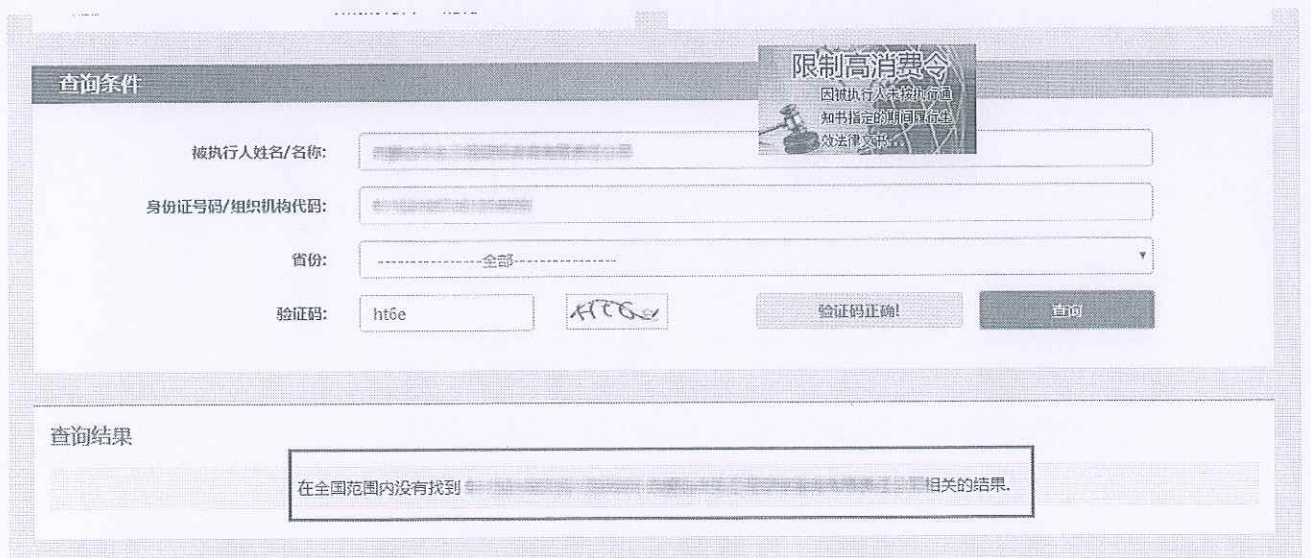 查询条件
限制高消费令
因被执行人未按执行通
知书指定的期间履行生
效法律文书...
被执行人姓名/名称:
身份证号码/组织机构代码:
省份: ------------------全部------------------
验证码: ht6e HT6e 验证码正确! 查询
查询结果
在全国范围内没有找到 相关的结果.